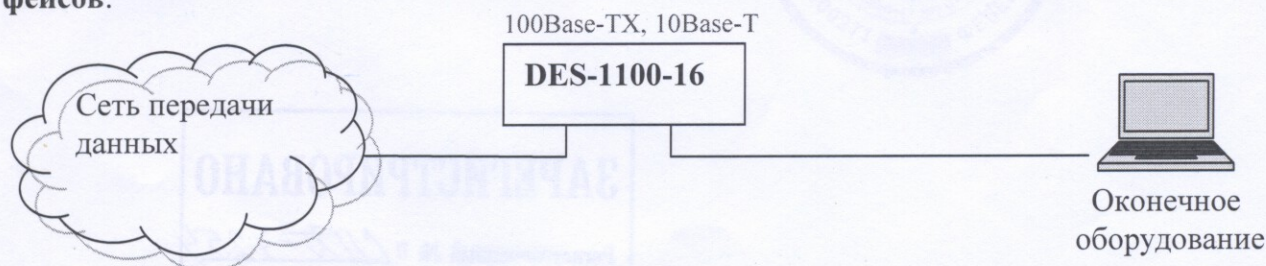 фейсов:
100Base-TX, 10Base-T
DES-1100-16
Сеть передачи
данных
ЗАРЕГИСТРИРОВАНО
Оконечное
оборудование